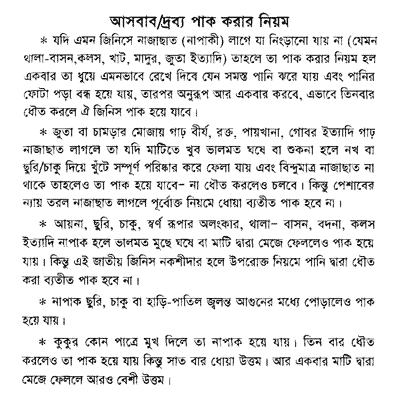 আসবাব/দ্রব্য পাক করার নিয়ম
* যদি এমন জিনিসে নাজাছাত (নাপাকী) লাগে যা নিংড়ানো যায় না (যেমন
থালা-বাসন,কলস, খাট, মাদুর, জুতা ইত্যাদি) তাহলে তা পাক করার নিয়ম হল
একবার তা ধুয়ে এমনভাবে রেখে দিবে যেন সমস্ত পানি ঝরে যায় এবং পানির
ফোটা পড়া বন্ধ হয়ে যায়, তারপর অনুরূপ আর একবার করবে, এভাবে তিনবার
ধৌত করলে ঐ জিনিস পাক হয়ে যাবে।
* জুতা বা চামড়ার মোজায় গাঢ় বীর্য, রক্ত, পায়খানা, গোবর ইত্যাদি গাঢ়
নাজাছাত লাগলে তা যদি মাটিতে খুব ভালমত ঘষে বা শুকনা হলে নখ বা
ছুরি/চাকু দিয়ে খুঁটে সম্পূর্ণ পরিষ্কার করে ফেলা যায় এবং বিন্দুমাত্র নাজাছাত না
থাকে তাহলেও তা পাক হয়ে যাবে– না ধৌত করলেও চলবে। কিন্তু পেশাবের
ন্যায় তরল নাজাছাত লাগলে পূর্বোক্ত নিয়মে ধোয়া ব্যতীত পাক হবে না।
* আয়না, ছুরি, চাকু, স্বর্ণ রূপার অলংকার, থালা– বাসন, বদনা, কলস
ইত্যাদি নাপাক হলে ভালমত মুছে ঘষে বা মাটি দ্বারা মেজে ফেললেও পাক হয়ে
যায়। কিন্তু এই জাতীয় জিনিস নকশীদার হলে উপরোক্ত নিয়মে পানি দ্বারা ধৌত
করা ব্যতীত পাক হবে না।
* নাপাক ছুরি, চাকু বা হাড়ি-পাতিল জ্বলন্ত আগুনের মধ্যে পোড়ালেও পাক
হয়ে যায়।
* কুকুর কোন পাত্রে মুখ দিলে তা নাপাক হয়ে যায়। তিন বার ধৌত
করলেও তা পাক হয়ে যায় কিন্তু সাত বার ধোয়া উত্তম। আর একবার মাটি দ্বারা
মেজে ফেললে আরও বেশী উত্তম।